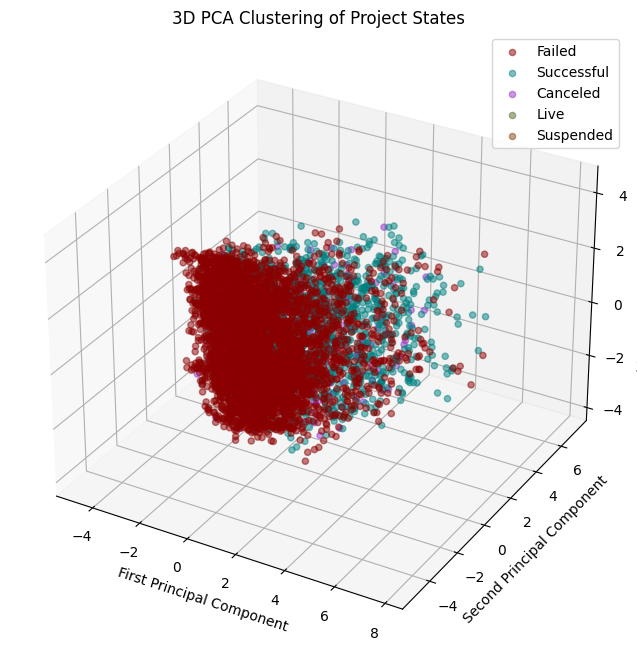 3D PCA Clustering of Project States
Failed
Successful
Canceled
Live
Suspended
4
2
0
−2
−4
6
4
2
0
−2
−4
Second Principal Component
−4
−2
0
2
4
6
8
First Principal Component